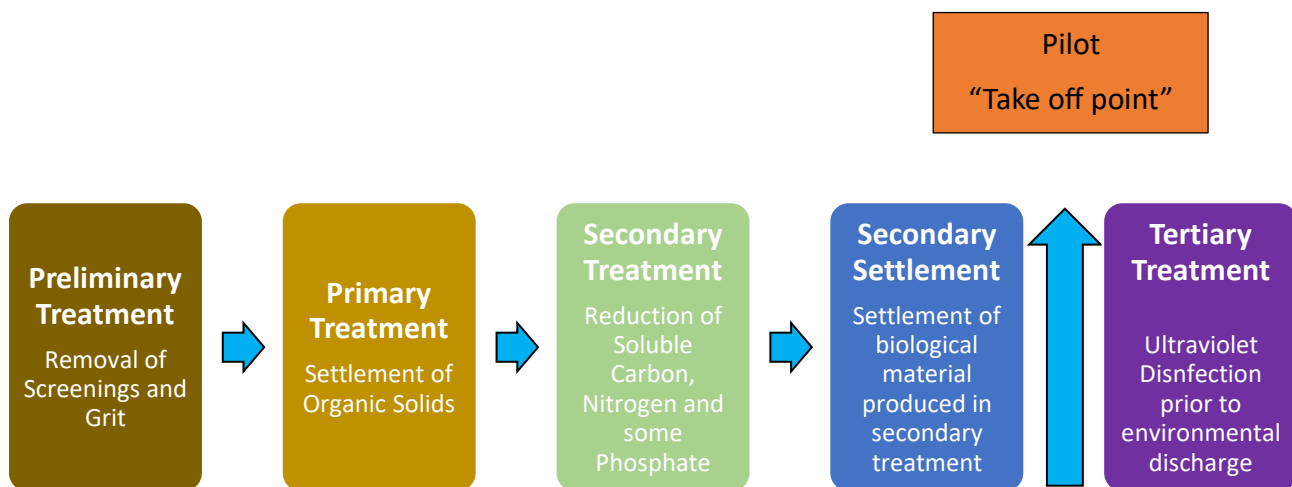 Pilot
“Take off point”
Preliminary
Treatment
Removal of
Screenings and
Grit
Primary
Treatment
Settlement of
Organic Solids
Secondary
Treatment
Reduction of
Soluble
Carbon,
Nitrogen and
some
Phosphate
Secondary
Settlement
Settlement of
biological
material
produced in
secondary
treatment
Tertiary
Treatment
Ultraviolet
Disnfection
prior to
environmental
discharge